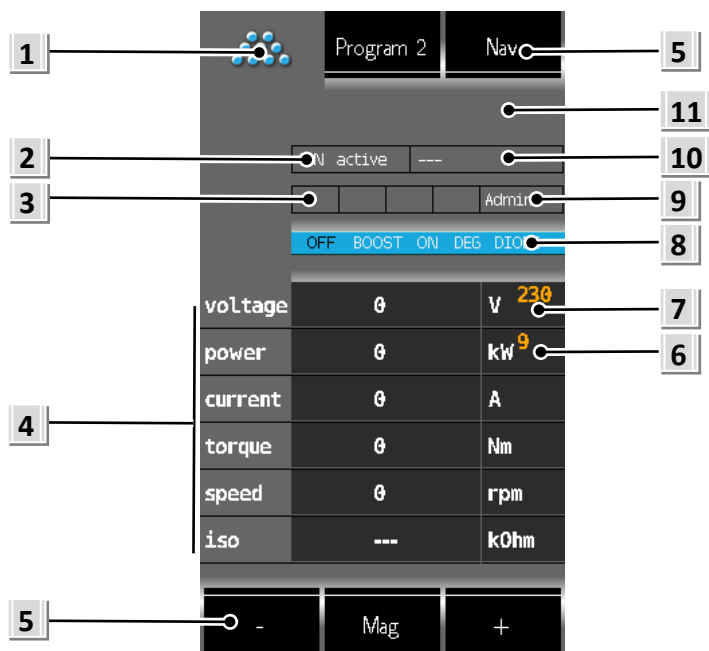 1
Program 2
Nav
5
11
2
active
---
10
3
Admin
9
OFF BOOST ON DEG DIO
8
voltage 0 V 230
7
power 0 kW 9
6
current 0 A
4
torque 0 Nm
speed 0 rpm
iso --- kOhm
5
- Mag +